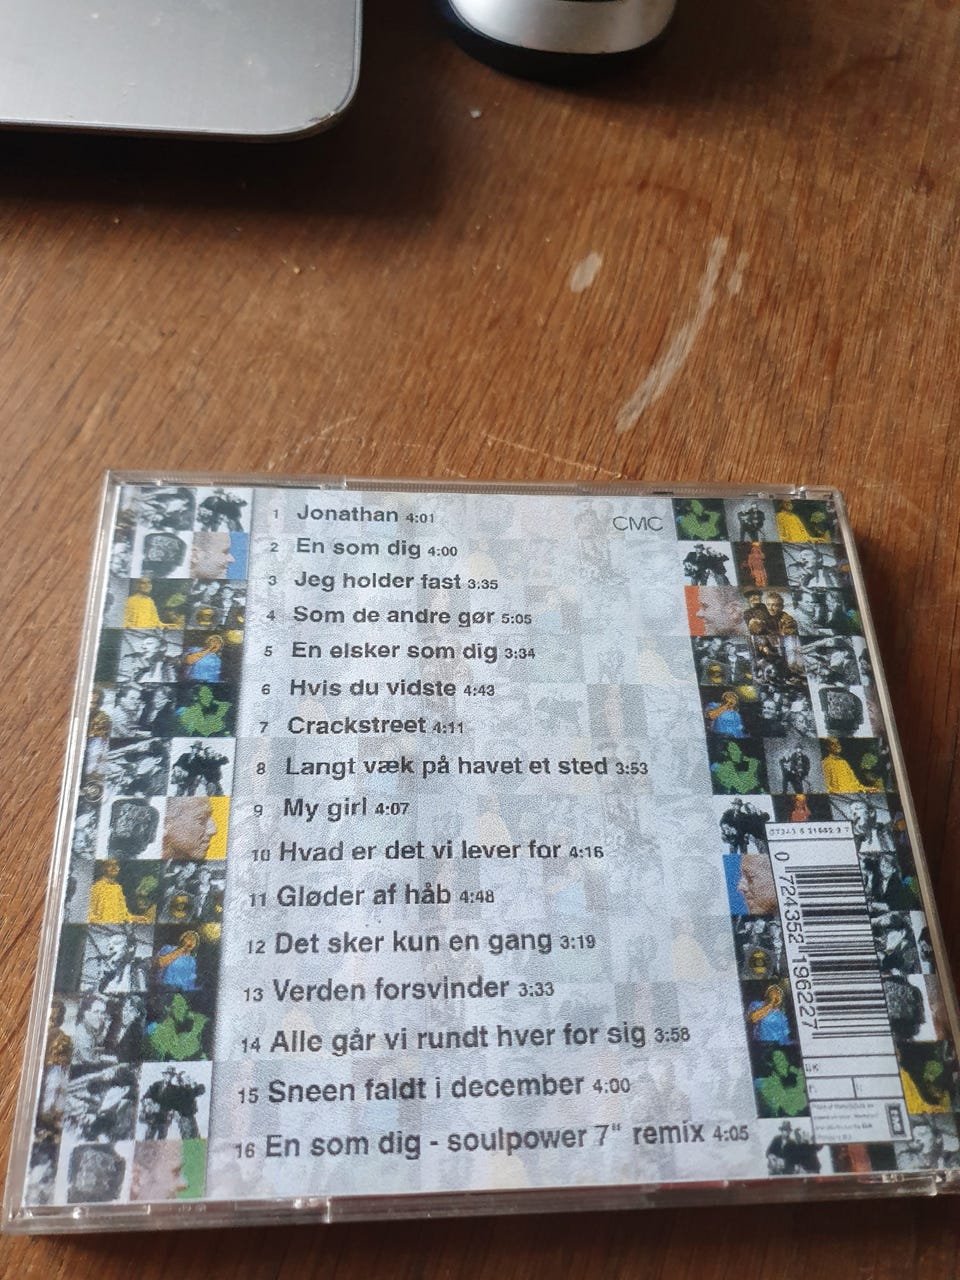 1 Jonathan 4:01
CMC
2 En som dig 4:00
3 Jeg holder fast 3:35
4 Som de andre gør 5:05
5 En elsker som dig 3:34
6 Hvis du vidste 4:43
7 Crackstreet 4:11
8 Langt væk på havet et sted 3:53
9 My girl 4:07
10 Hvad er det vi lever for 4:16
11 Gløder af håb 4:48
12 Det sker kun en gang 3:19
13 Verden forsvinder 3:33
14 Alle går vi rundt hver for sig 3:58
15 Sneen faldt i december 4:00
16 En som dig - soulpower 7" remix 4:05
0 724352 196227
EMI